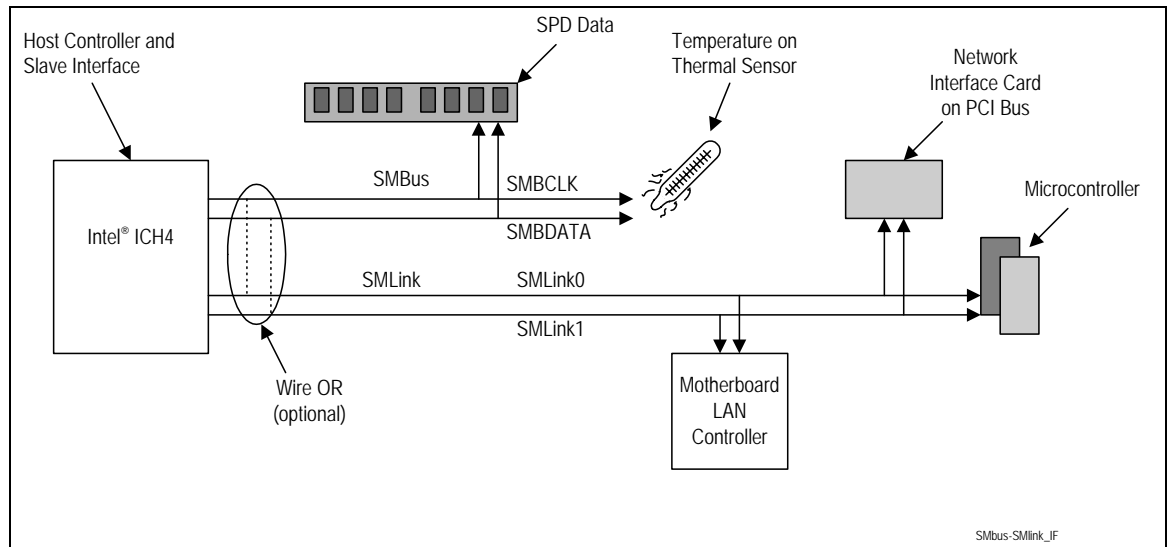 Host Controller and
Slave Interface
SPD Data
Temperature on
Thermal Sensor
Network
Interface Card
on PCI Bus
Microcontroller
Intel® ICH4
SMBus
SMBCLK
SMBDATA
SMLink
SMLink0
SMLink1
Wire OR
(optional)
Motherboard
LAN
Controller
SMbus-SMlink_IF